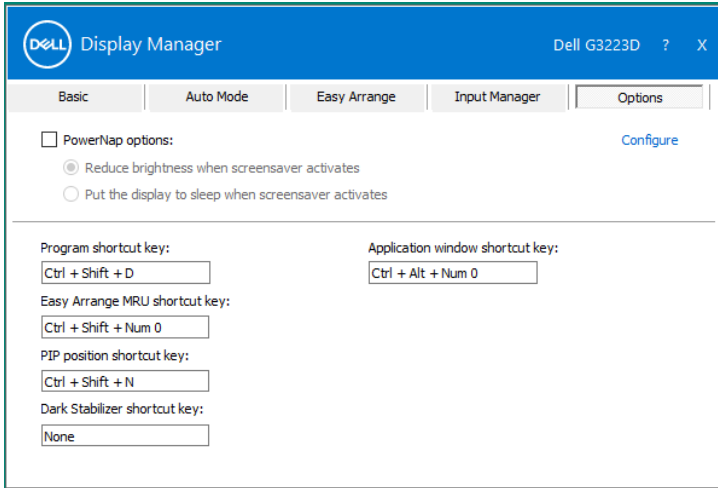 DELL Display Manager Dell G3223D ? X
Basic Auto Mode Easy Arrange Input Manager Options
PowerNap options: Configure
Reduce brightness when screensaver activates
Put the display to sleep when screensaver activates
Program shortcut key: Application window shortcut key:
Ctrl + Shift + D Ctrl + Alt + Num 0
Easy Arrange MRU shortcut key:
Ctrl + Shift + Num 0
PIP position shortcut key:
Ctrl + Shift + N
Dark Stabilizer shortcut key:
None